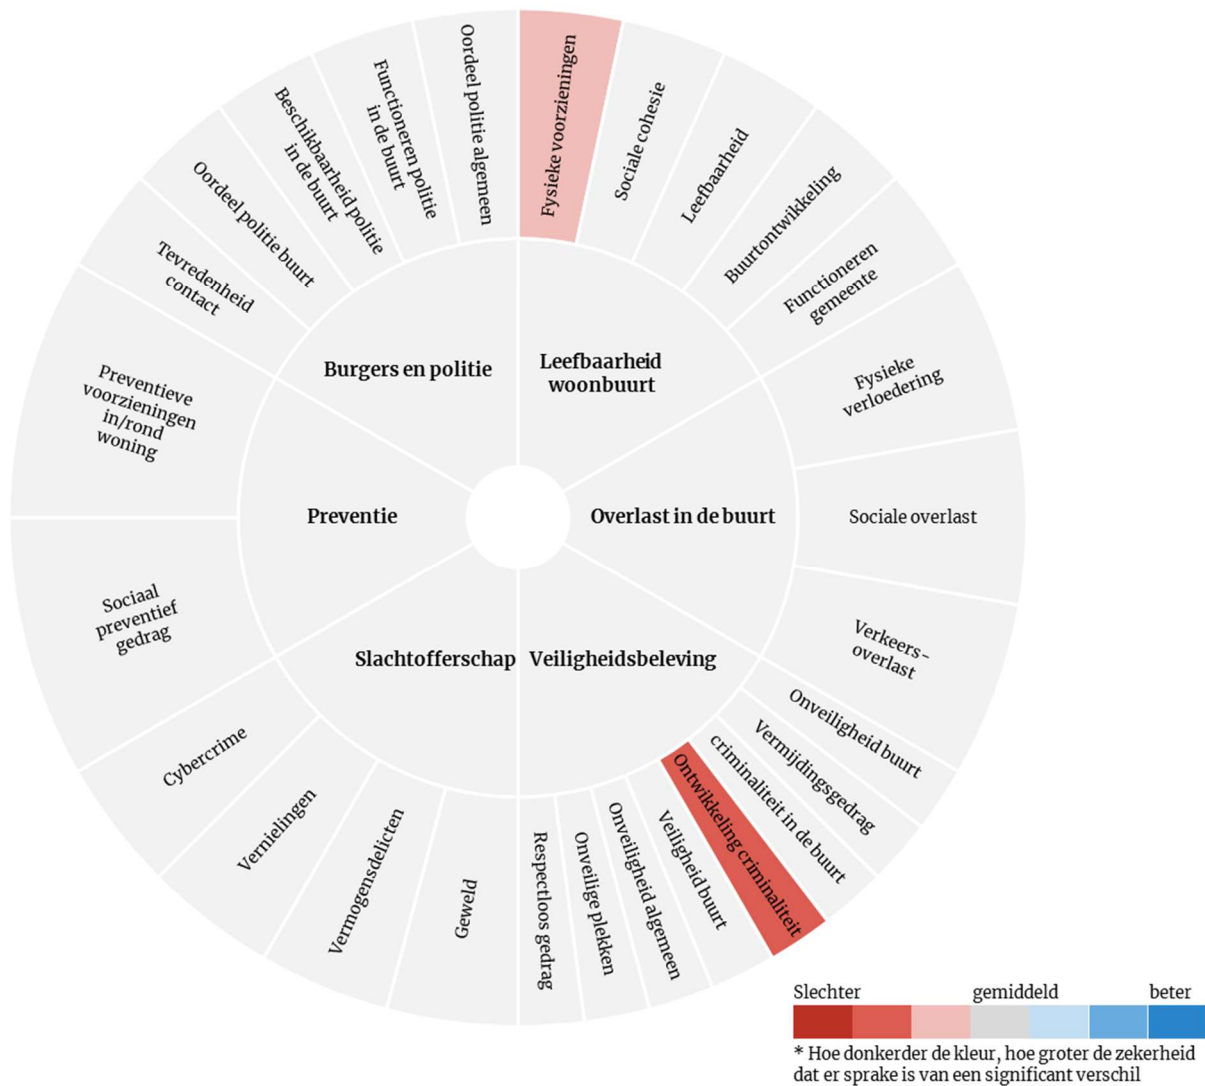 Fysieke voorzieningen
Sociale cohesie
Leefbaarheid
Buurtontwikkeling
Functioneren
gemeente
Fysieke
verloedering
Sociale overlast
Verkeers-
overlast
Onveiligheid buurt
Vermijdingsgedrag
criminaliteit in de buurt
Ontwikkeling criminaliteit
Veiligheid buurt
Onveiligheid algemeen
Onveilige plekken
Respectloos gedrag
Geweld
Vermogensdelicten
Vernielingen
Cybercrime
Sociaal
preventief
gedrag
Preventieve
voorzieningen
in/rond
woning
Tevredenheid
contact
Oordeel politie buurt
Beschikbaarheid politie
in de buurt
Functioneren politie
in de buurt
Oordeel politie algemeen
Burgers en politie
Leefbaarheid
woonbuurt
Preventie
Overlast in de buurt
Slachtofferschap
Veiligheidsbeleving
Slechter gemiddeld beter
* Hoe donkerder de kleur, hoe groter de zekerheid
dat er sprake is van een significant verschil